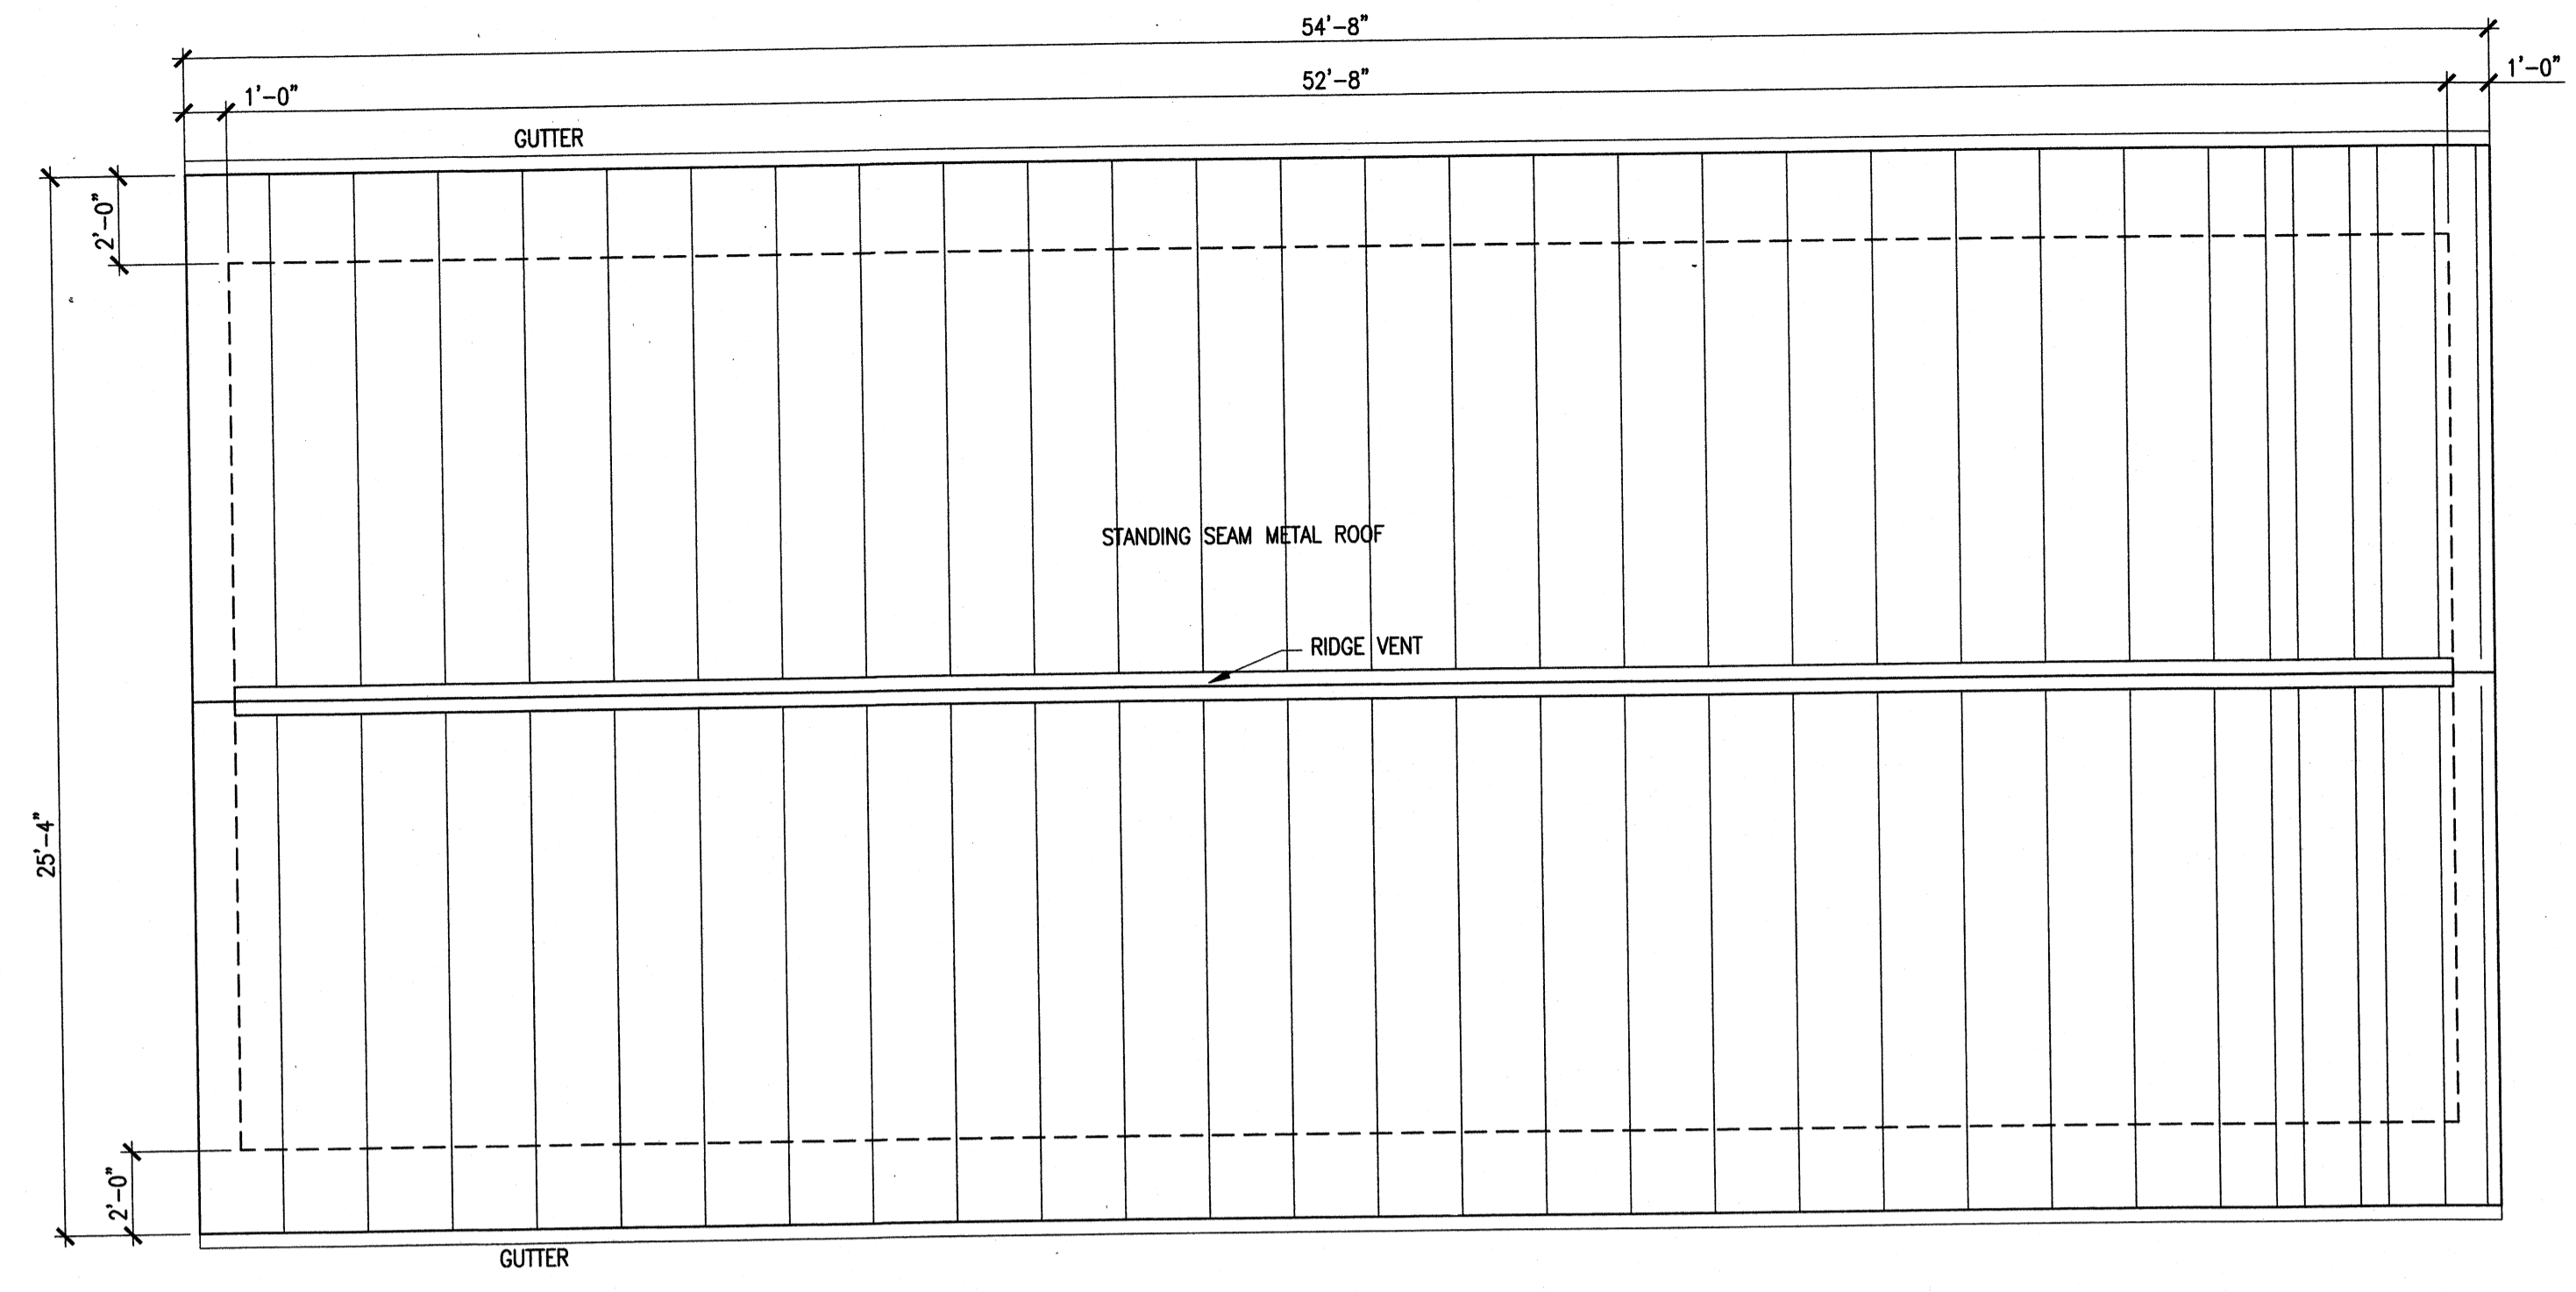 54'-8"
52'-8"
1'-0"
1'-0"
GUTTER
2'-0"
STANDING SEAM METAL ROOF
RIDGE VENT
25'-4"
2'-0"
GUTTER